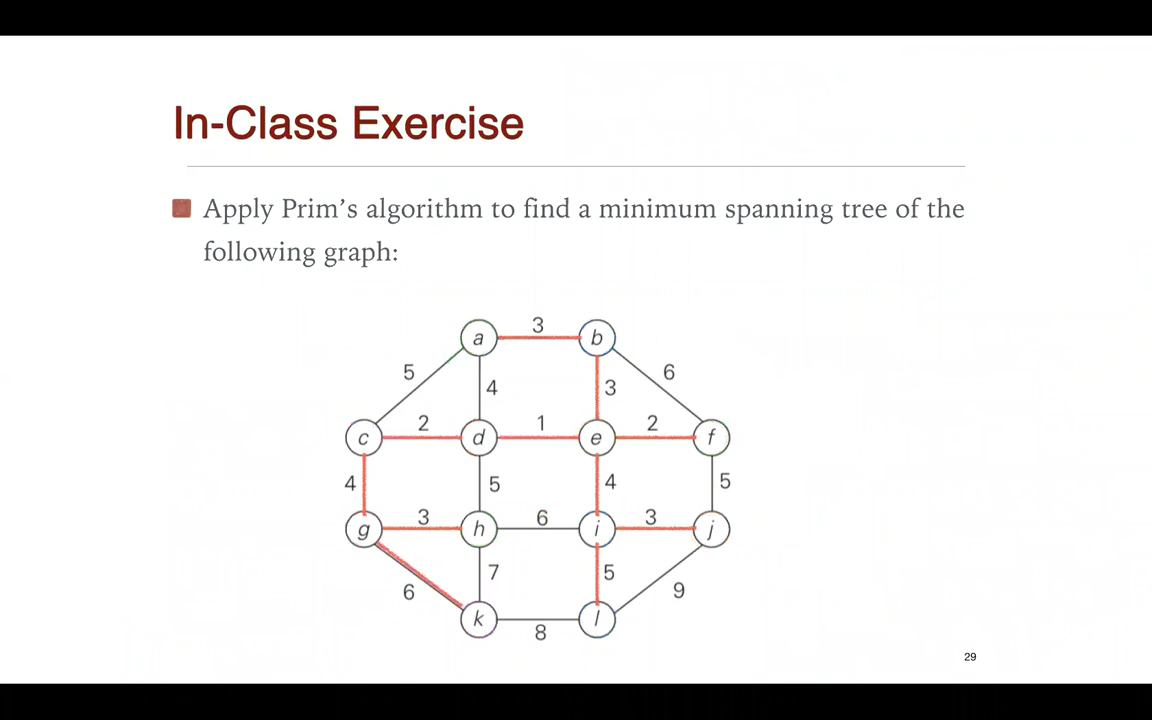 In-Class Exercise
Apply Prim's algorithm to find a minimum spanning tree of the
following graph:
3
a b
5 4 3 6
2 1 2
c d e f
4 5 4 5
3 6 3
g h i j
6 7 5 9
k l
8
29